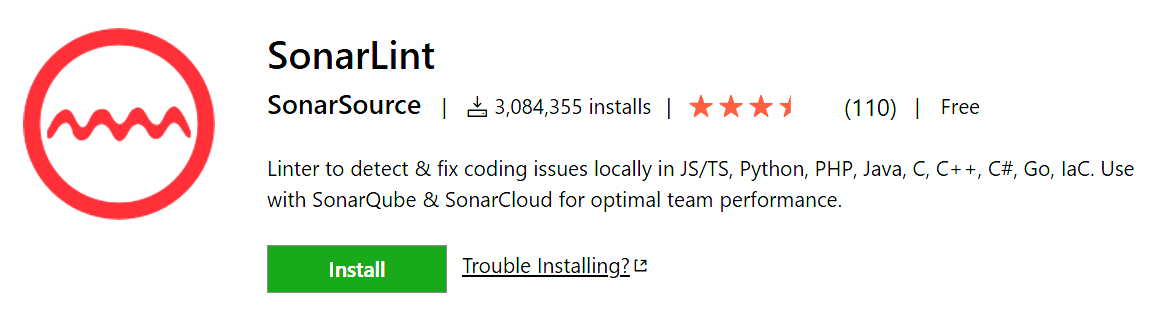 SonarLint
SonarSource | 3,084,355 installs | (110) | Free
Linter to detect & fix coding issues locally in JS/TS, Python, PHP, Java, C, C++, C#, Go, IaC. Use
with SonarQube & SonarCloud for optimal team performance.
Install Trouble Installing?